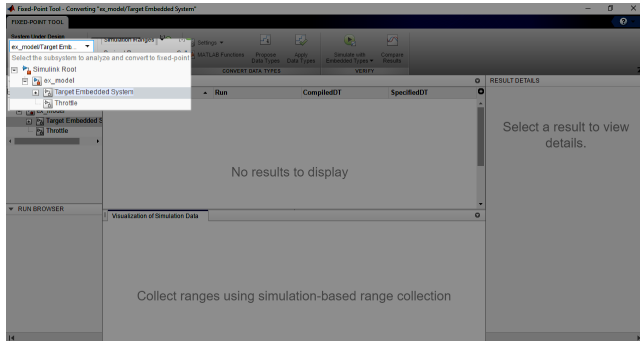 Fixed-Point Tool - Converting "ex_model/Target Embedded System"
FIXED-POINT TOOL
System Under Design
ex_model/Target Emb...
Simulation Ranges
Settings
MATLAB Functions
Propose
Data Types
Apply
Data Types
Simulate with
Embedded Types
Compare
Results
CONVERT DATA TYPES
VERIFY
Select the subsystem to analyze and convert to fixed-point
Simulink Root
ex_model
Target Embedded System
Throttle
RESULT DETAILS
Run
CompiledDT
SpecifiedDT
ex_model
Target Embedded S
Throttle
Select a result to view
details.
No results to display
RUN BROWSER
Visualization of Simulation Data
Collect ranges using simulation-based range collection